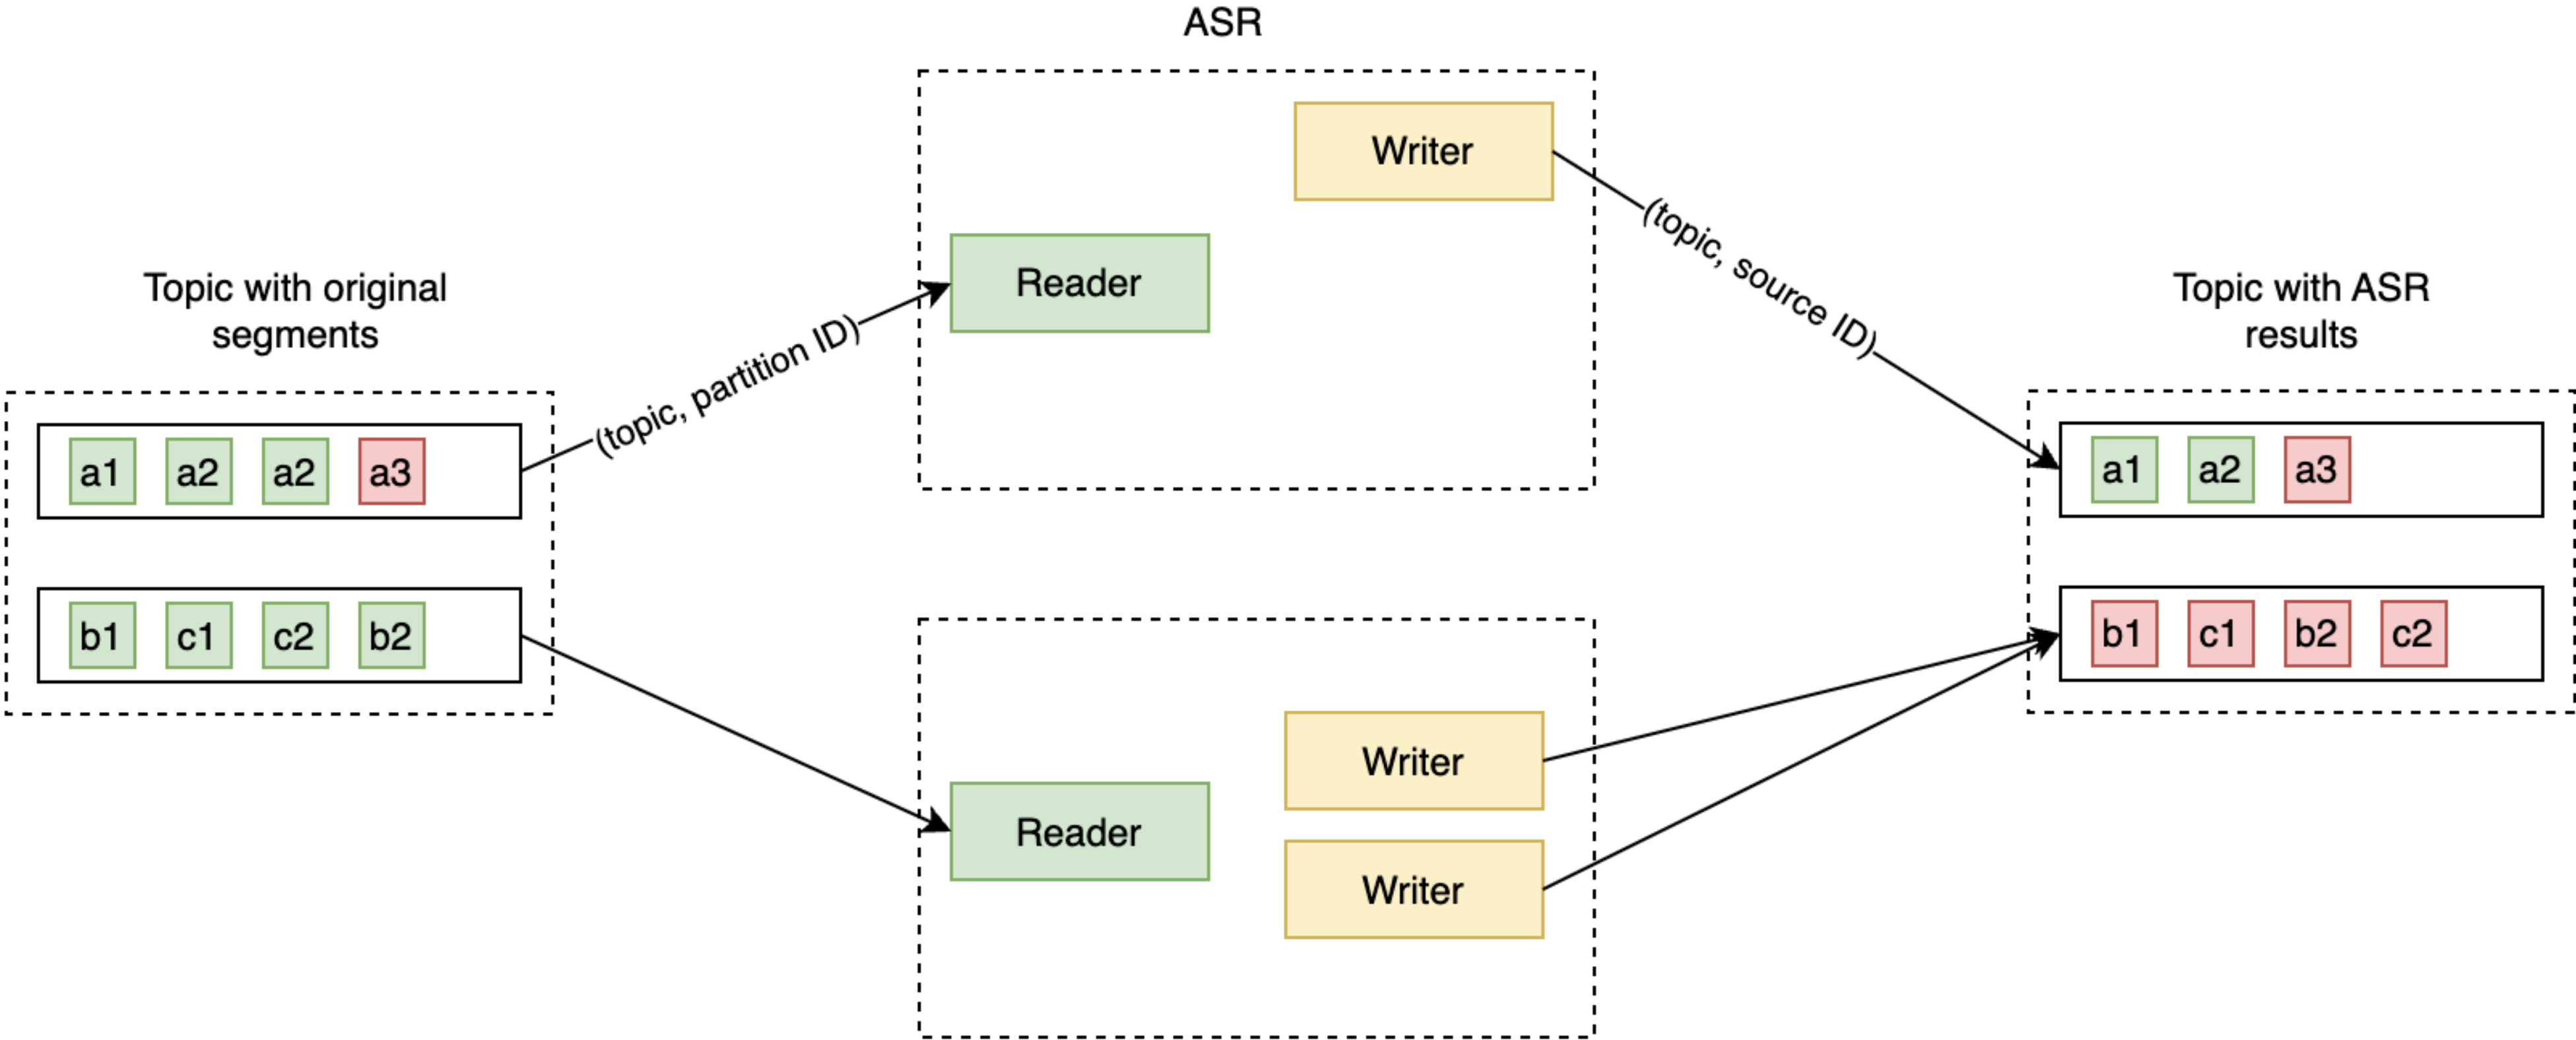 ASR
Writer
(topic, source ID))
Reader
(topic, partition ID)
Topic with original
segments
Topic with ASR
results
a1 a2 a2 a3
a1 a2 a3
b1 c1 c2 b2
b1 c1 b2 c2
Writer
Reader
Writer